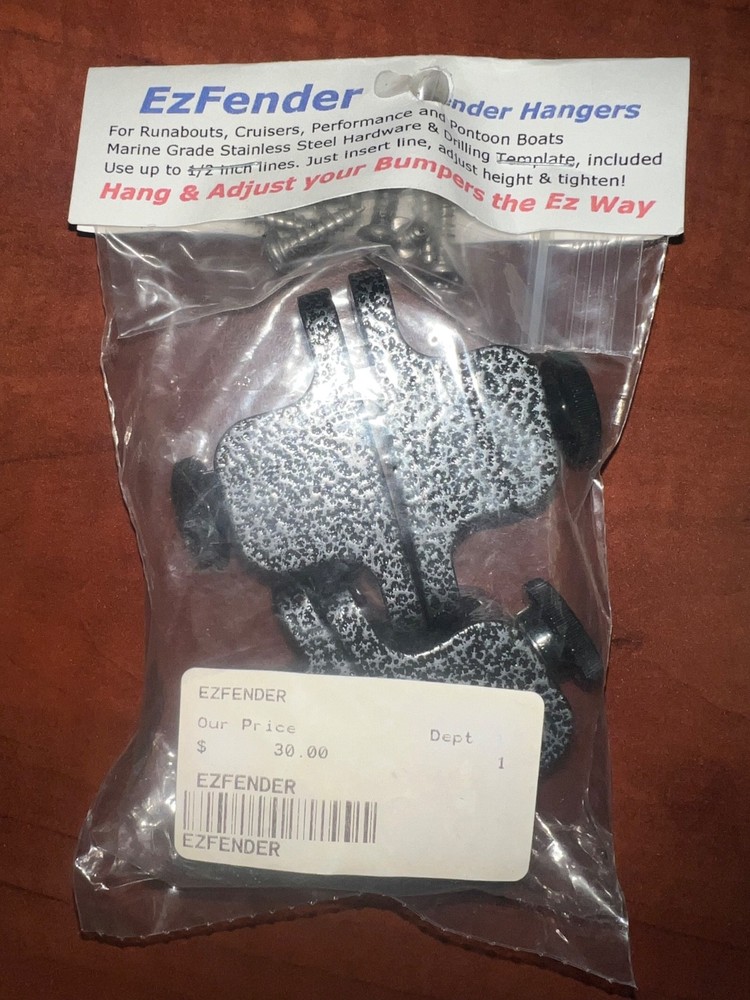 EzFender ender Hangers
For Runabouts, Cruisers, Performance and Pontoon Boats
Marine Grade Stainless Steel Hardware & Drilling Template, included
Use up to 1/2 inch lines. Just insert line, adjust height & tighten!
Hang & Adjust your Bumpers the Ez Way
EZFENDER
Our Price Dept
$ 30.00 1
EZFENDER
EZFENDER